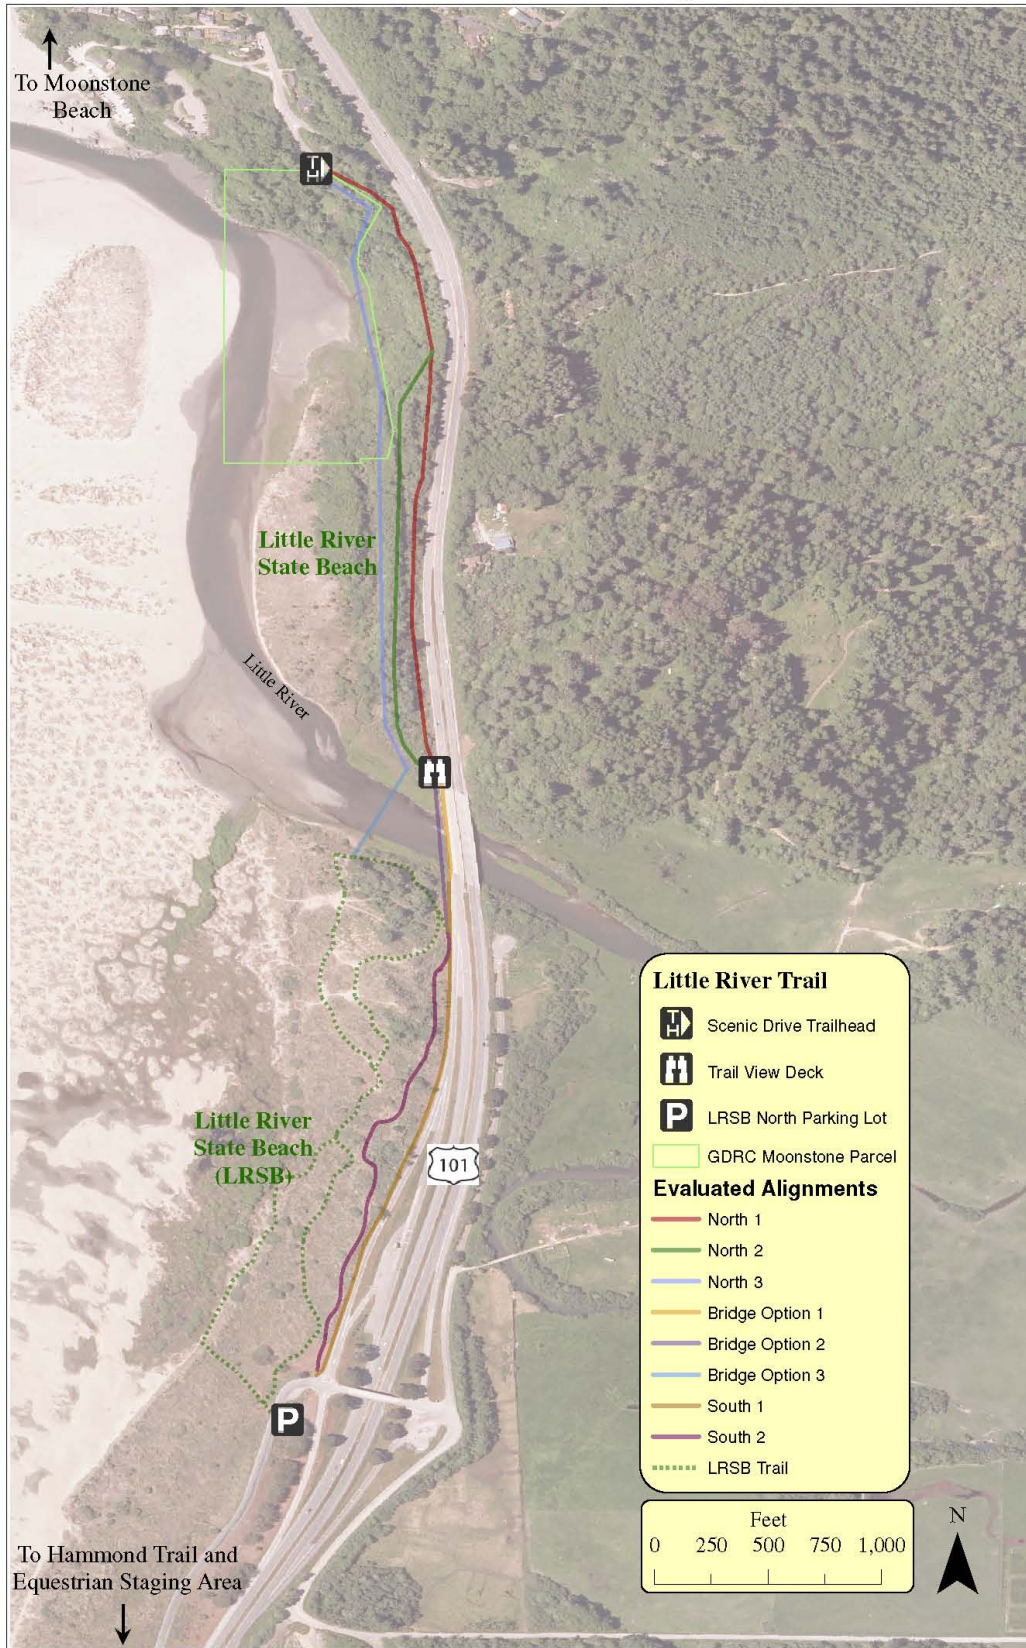 To Moonstone
Beach
T
H
Little River
State Beach
Little River
Little River
State Beach
(LRSB)
101
P
To Hammond Trail and
Equestrian Staging Area
Little River Trail
T
H
Scenic Drive Trailhead
Trail View Deck
P
LRSB North Parking Lot
GDRC Moonstone Parcel
Evaluated Alignments
North 1
North 2
North 3
Bridge Option 1
Bridge Option 2
Bridge Option 3
South 1
South 2
LRSB Trail
Feet
0 250 500 750 1,000
N